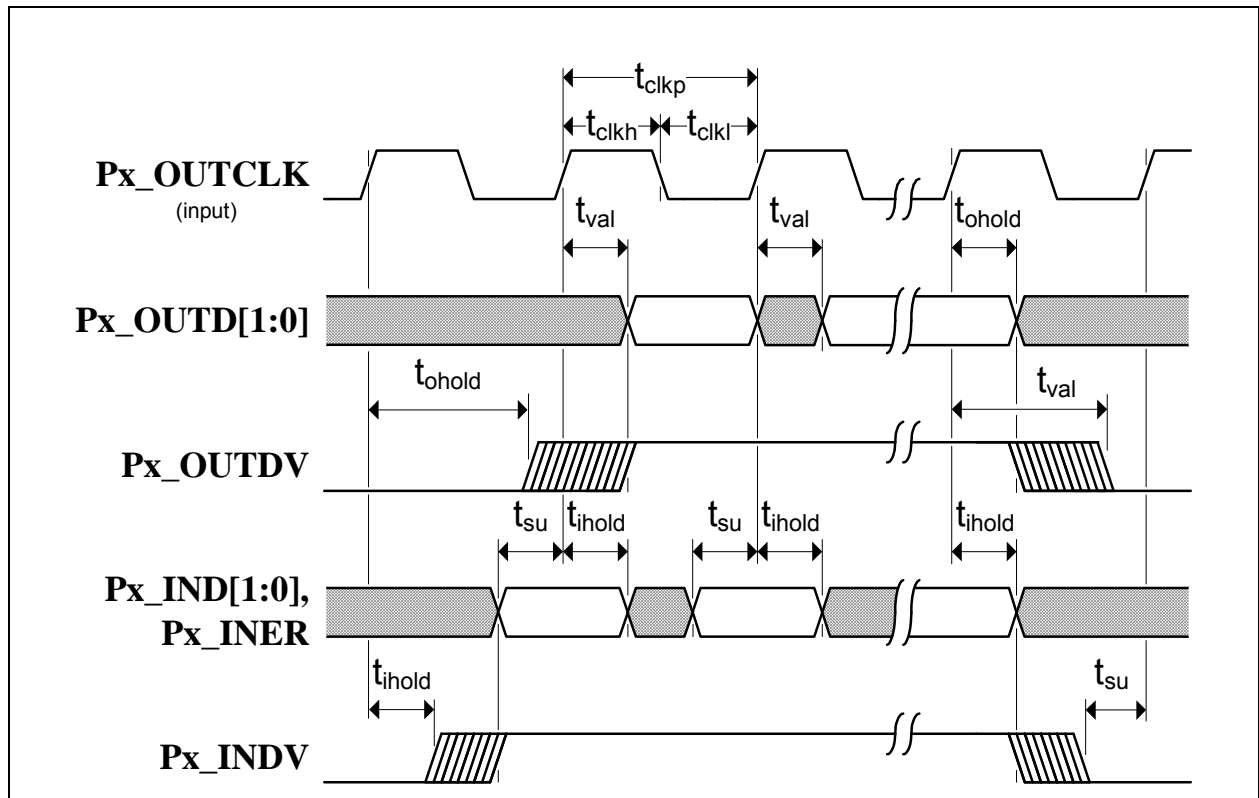 tclkp
tclkh tclkl
Px_OUTCLK
(input)
tval tval tohold
Px_OUTD[1:0]
tohold tval
Px_OUTDV
tsu tihold tsu tihold tihold
Px_IND[1:0],
Px_INER
tihold tsu
Px_INDV